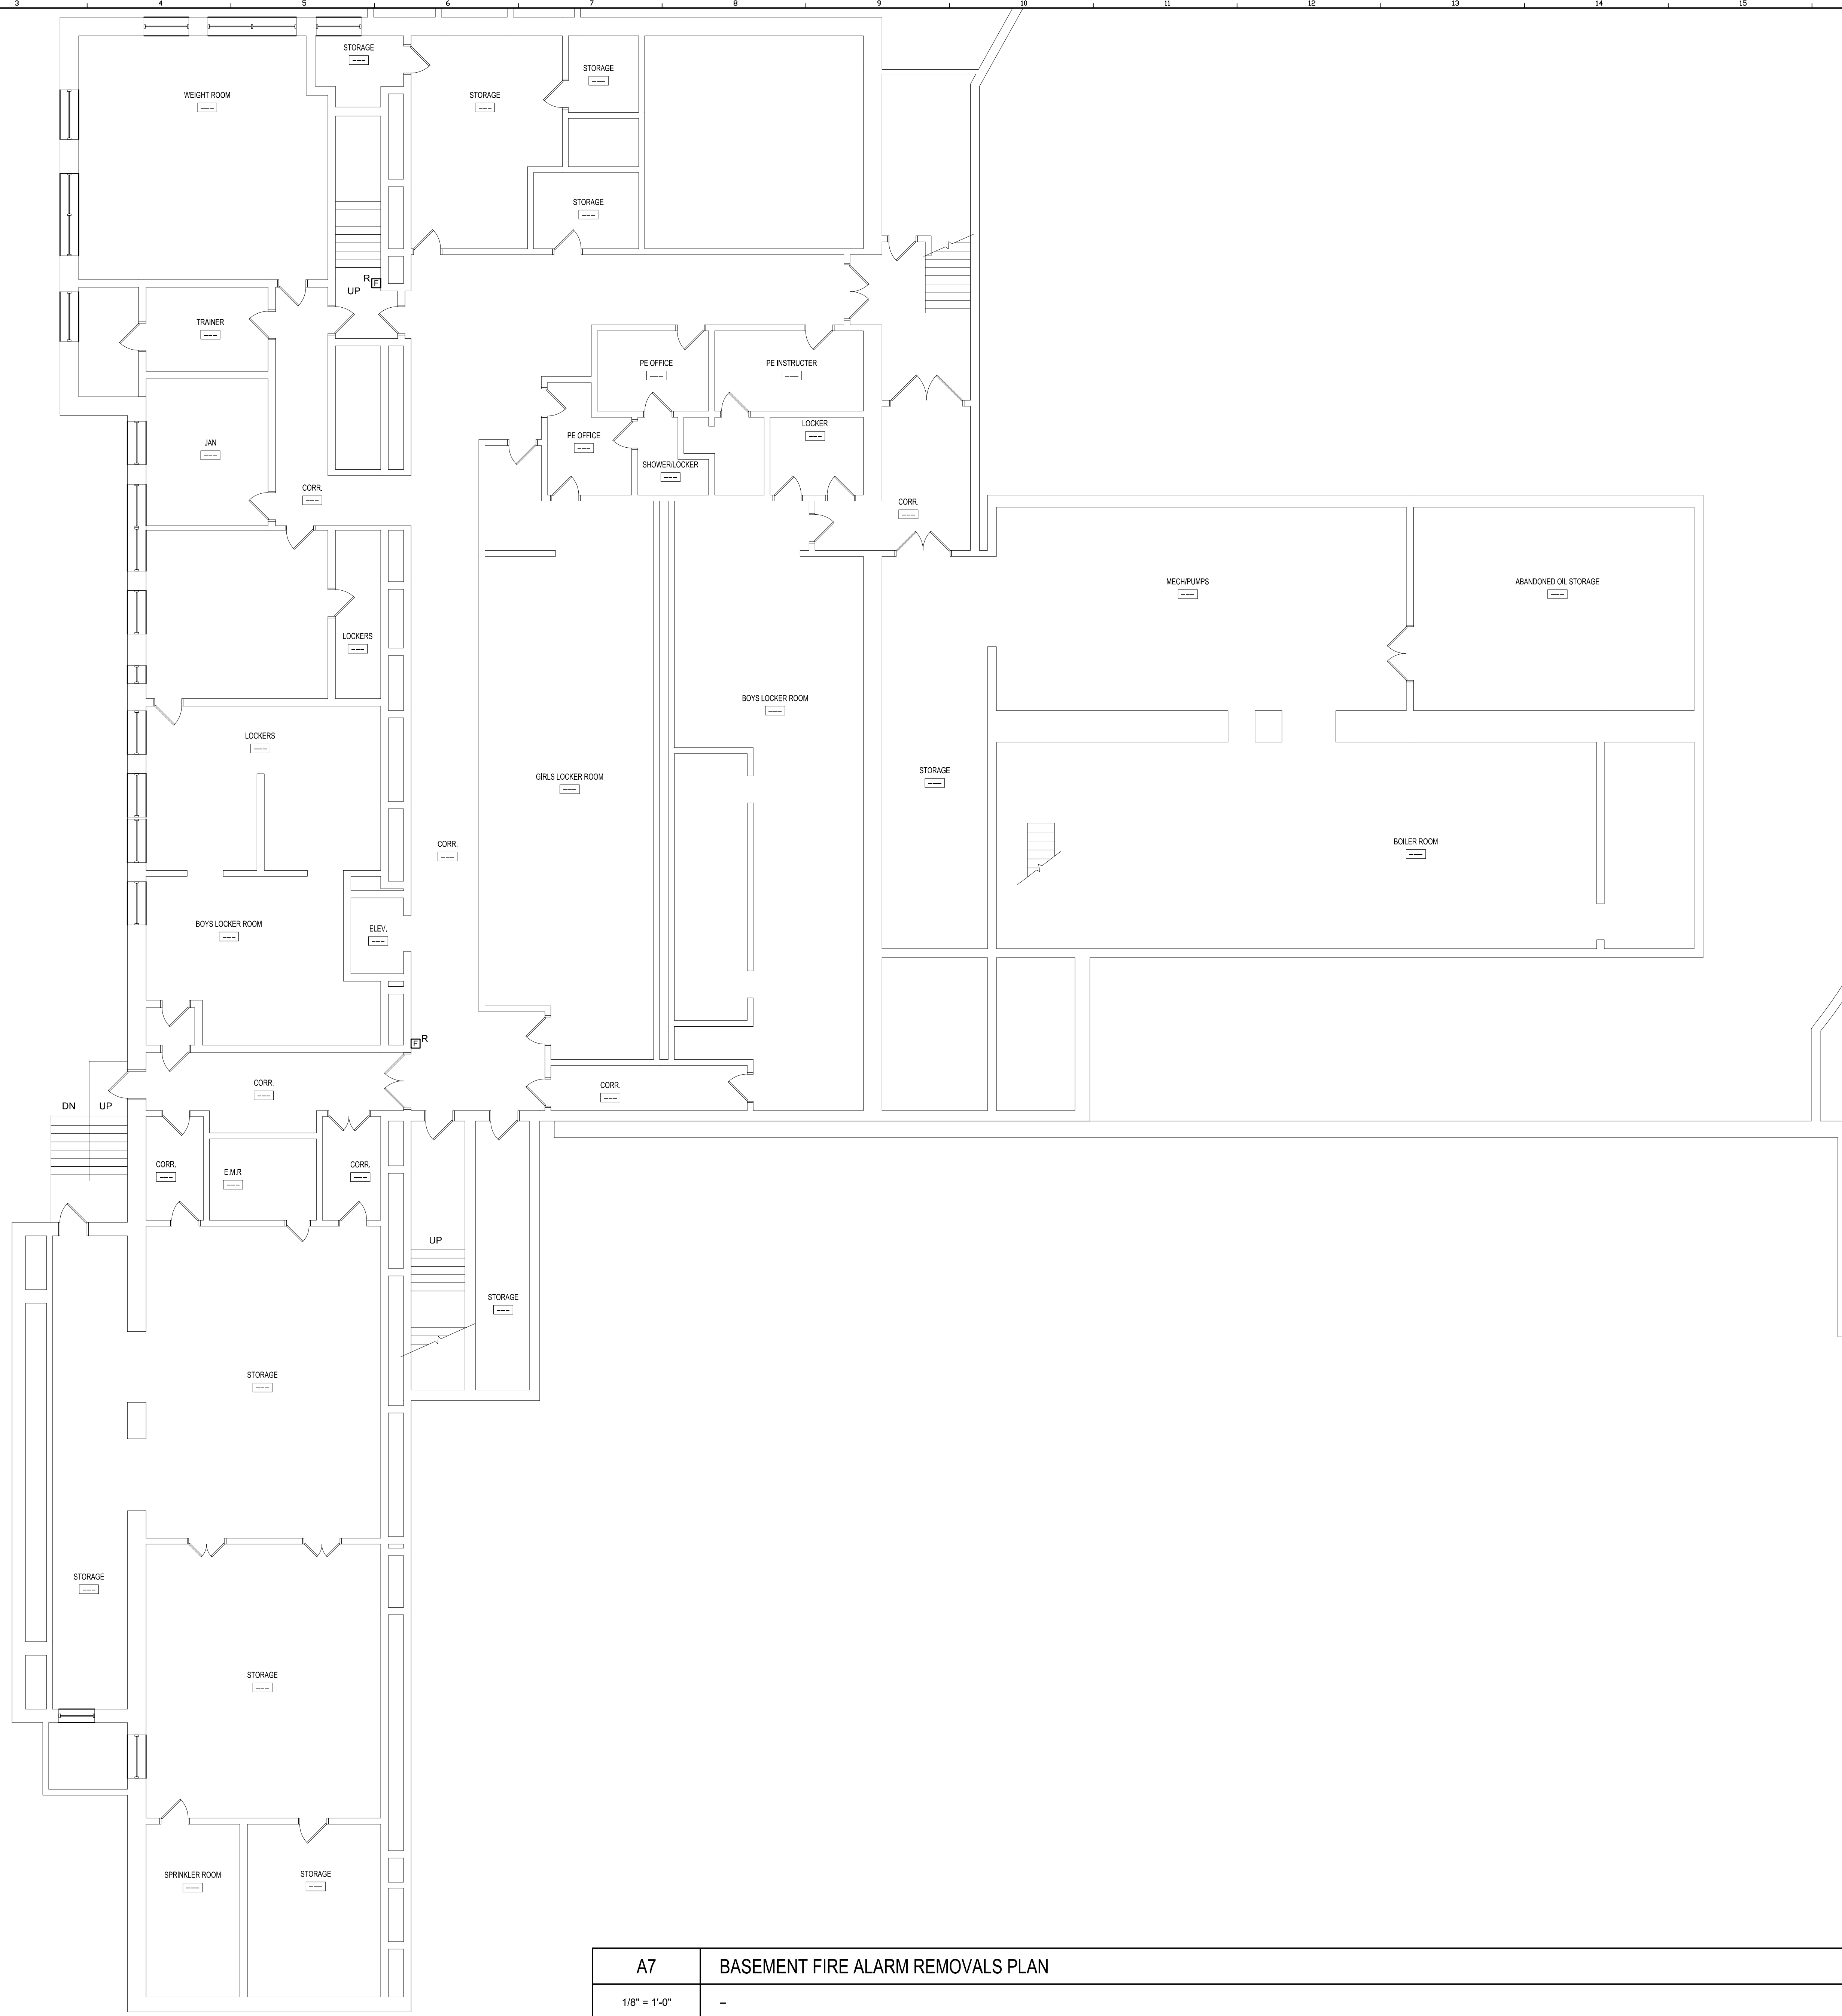 3 4 5 6 7 8 9 10 11 12 13 14 15
STORAGE
---
WEIGHT ROOM
---
STORAGE
---
STORAGE
---
STORAGE
---
R
F
UP
TRAINER
---
PE OFFICE
---
PE INSTRUCTER
---
JAN
---
PE OFFICE
---
LOCKER
---
SHOWER/LOCKER
---
CORR.
---
CORR.
---
MECH/PUMPS
---
ABANDONED OIL STORAGE
---
LOCKERS
---
BOYS LOCKER ROOM
---
LOCKERS
---
GIRLS LOCKER ROOM
---
STORAGE
---
CORR.
---
BOILER ROOM
---
BOYS LOCKER ROOM
---
ELEV.
---
F
R
CORR.
---
CORR.
---
DN UP
CORR.
---
E.M.R
---
CORR.
---
UP
STORAGE
---
STORAGE
---
STORAGE
---
STORAGE
---
SPRINKLER ROOM
---
STORAGE
---
A7
BASEMENT FIRE ALARM REMOVALS PLAN
1/8" = 1'-0"
--